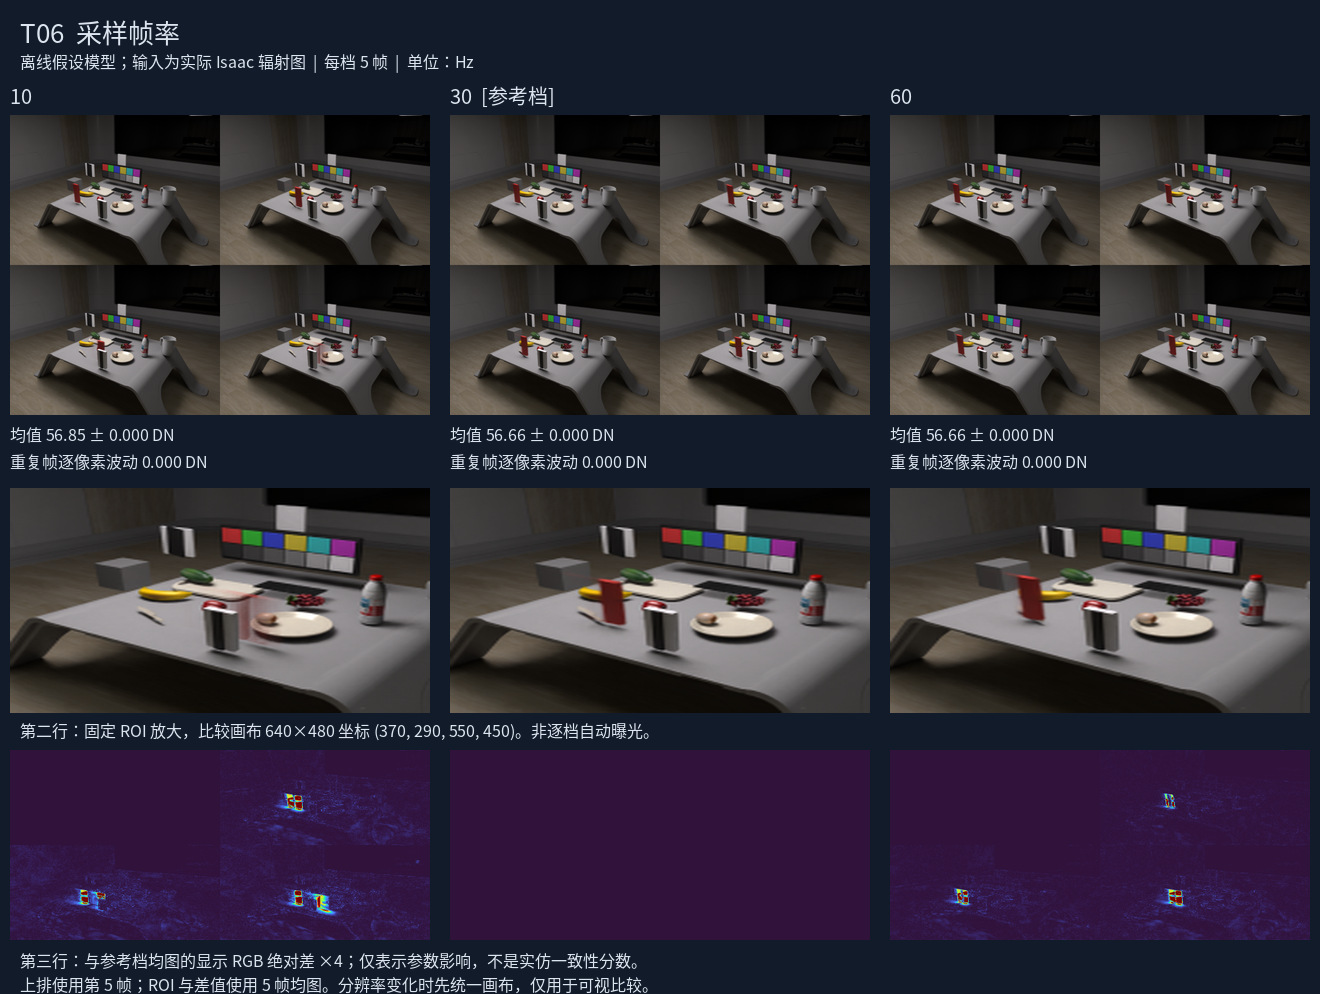 T06 采样帧率
离线假设模型；输入为实际 Isaac 辐射图 | 每档 5 帧 | 单位：Hz
10
30 [参考档]
60
均值 56.85 ± 0.000 DN
重复帧逐像素波动 0.000 DN
均值 56.66 ± 0.000 DN
重复帧逐像素波动 0.000 DN
均值 56.66 ± 0.000 DN
重复帧逐像素波动 0.000 DN
第二行：固定 ROI 放大，比较画布 640×480 坐标 (370, 290, 550, 450)。非逐档自动曝光。
第三行：与参考档均图的显示 RGB 绝对差 ×4；仅表示参数影响，不是实仿一致性分数。
上排使用第 5 帧；ROI 与差值使用 5 帧均图。分辨率变化时先统一画布，仅用于可视比较。